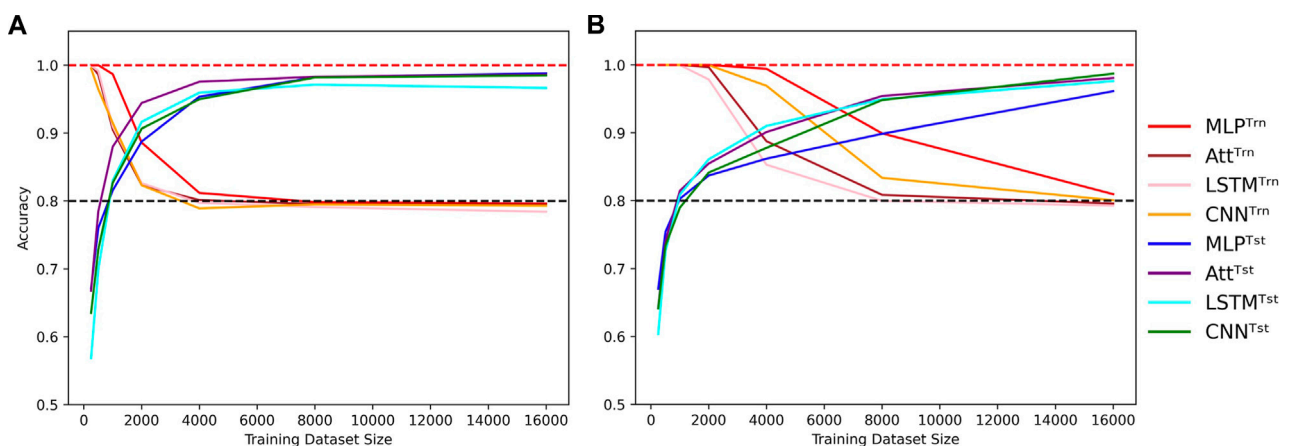 A
B
1.0
0.9
0.8
0.7
0.6
0.5
Accuracy
0 2000 4000 6000 8000 10000 12000 14000 16000
Training Dataset Size
1.0
0.9
0.8
0.7
0.6
0.5
0 2000 4000 6000 8000 10000 12000 14000 16000
Training Dataset Size
MLPᵀʳⁿ
Attᵀʳⁿ
LSTMᵀʳⁿ
CNNᵀʳⁿ
MLPᵀˢᵗ
Attᵀˢᵗ
LSTMᵀˢᵗ
CNNᵀˢᵗ